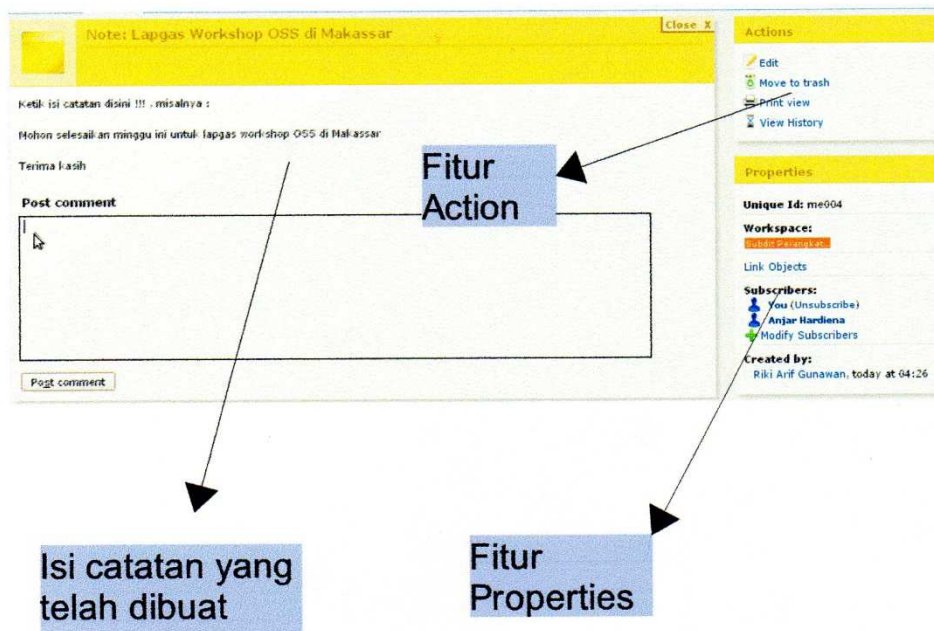 Note: Lapgas Workshop OSS di Makassar
Close X
Ketik isi catatan disini !!! , misalnya :
Mohon selesaikan minggu ini untuk lapgas workshop OSS di Makassar
Terima kasih
Post comment
Post comment
Actions
Edit
Move to trash
Print view
View History
Fitur
Action
Properties
Unique Id: me004
Workspace:
Subdit Perangkat...
Link Objects
Subscribers:
You (Unsubscribe)
Anjar Hardiena
Modify Subscribers
Created by:
Riki Arif Gunawan, today at 04:26
Isi catatan yang
telah dibuat
Fitur
Properties